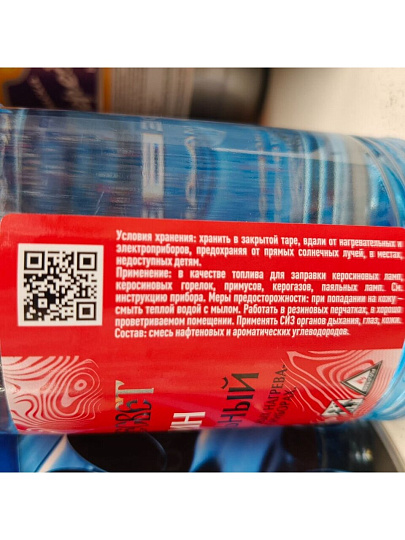 Условия хранения: хранить в закрытой таре, вдали от нагревательных и
электроприборов, предохраняя от прямых солнечных лучей, в местах,
недоступных детям.
Применение: в качестве топлива для заправки керосиновых ламп,
керосиновых горелок, примусов, керогазов, паяльных ламп. См.
инструкцию прибора. Меры предосторожности: при попадании на кожу –
смыть теплой водой с мылом. Работать в резиновых перчатках, в хорошо
проветриваемом помещении. Применять СИЗ органов дыхания, глаз, кожи.
Состав: смесь нафтеновых и ароматических углеводородов.
НАГРЕВА-